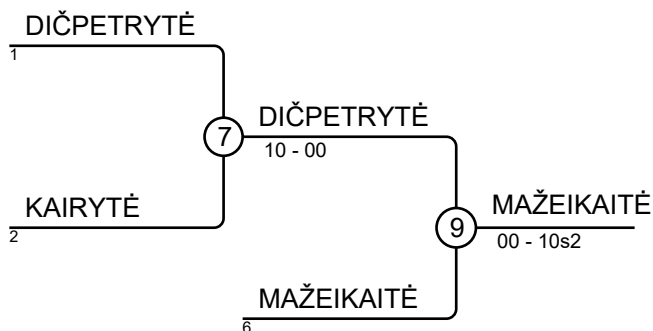 DIČPETRYTĖ
1
7
DIČPETRYTĖ
10 - 00
KAIRYTĖ
2
9
MAŽEIKAITĖ
00 - 10s2
MAŽEIKAITĖ
6